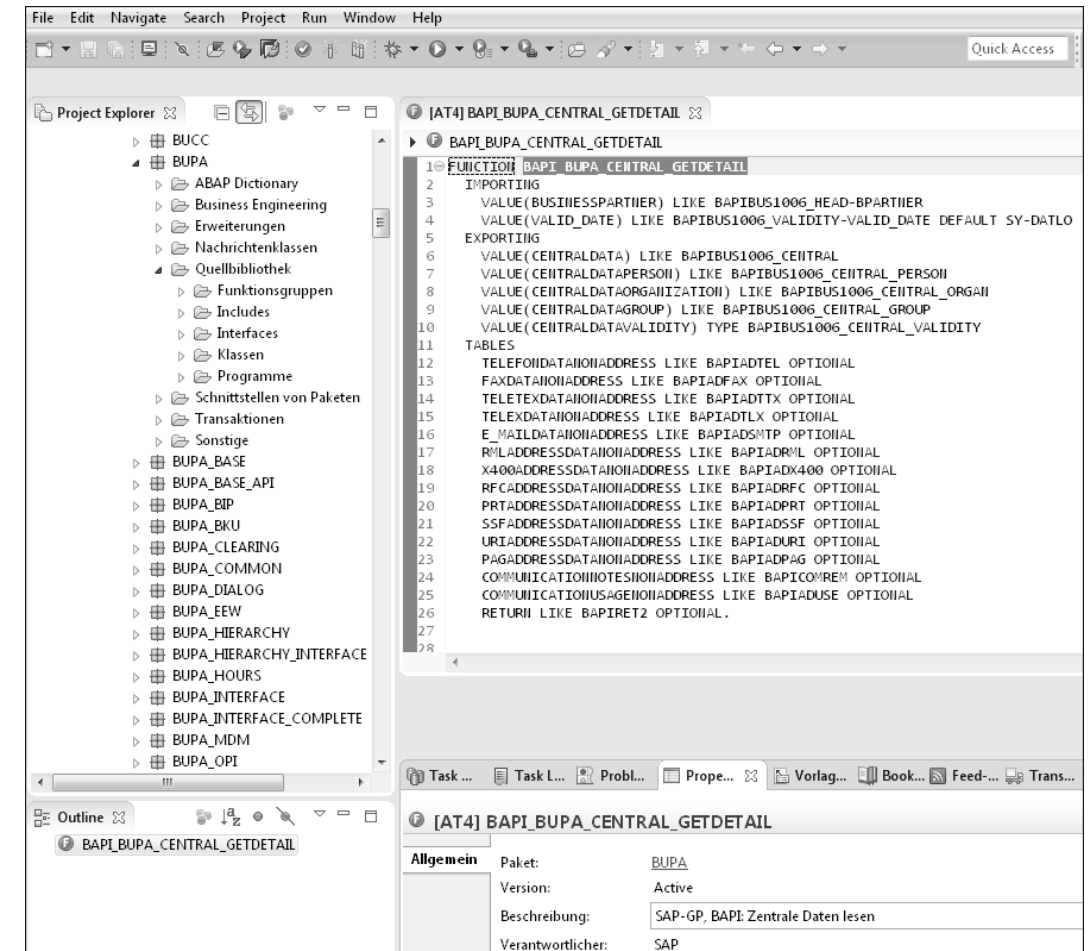 File Edit Navigate Search Project Run Window Help
Quick Access
Project Explorer
BUCC
BUPA
ABAP Dictionary
Business Engineering
Erweiterungen
Nachrichtenklassen
Quellbibliothek
Funktionsgruppen
Includes
Interfaces
Klassen
Programme
Schnittstellen von Paketen
Transaktionen
Sonstige
BUPA_BASE
BUPA_BASE_API
BUPA_BIP
BUPA_BKU
BUPA_CLEARING
BUPA_COMMON
BUPA_DIALOG
BUPA_EEW
BUPA_HIERARCHY
BUPA_HIERARCHY_INTERFACE
BUPA_HOURS
BUPA_INTERFACE
BUPA_INTERFACE_COMPLETE
BUPA_MDM
BUPA_OPI
Outline
BAPI_BUPA_CENTRAL_GETDETAIL
[AT4] BAPI_BUPA_CENTRAL_GETDETAIL
BAPI_BUPA_CENTRAL_GETDETAIL
1 FUNCTION BAPI_BUPA_CENTRAL_GETDETAIL
2 IMPORTING
3 VALUE(BUSINESSPARTNER) LIKE BAPIBUS1006_HEAD-BPARTNER
4 VALUE(VALID_DATE) LIKE BAPIBUS1006_VALIDITY-VALID_DATE DEFAULT SY-DATLO
5 EXPORTING
6 VALUE(CENTRALDATA) LIKE BAPIBUS1006_CENTRAL
7 VALUE(CENTRALDATAPERSON) LIKE BAPIBUS1006_CENTRAL_PERSON
8 VALUE(CENTRALDATAORGANIZATION) LIKE BAPIBUS1006_CENTRAL_ORGAN
9 VALUE(CENTRALDATAGROUP) LIKE BAPIBUS1006_CENTRAL_GROUP
10 VALUE(CENTRALDATAVALIDITY) TYPE BAPIBUS1006_CENTRAL_VALIDITY
11 TABLES
12 TELEFONDATANONADDRESS LIKE BAPIADTEL OPTIONAL
13 FAXDATANONADDRESS LIKE BAPIADFAX OPTIONAL
14 TELETEXDATANONADDRESS LIKE BAPIADTTX OPTIONAL
15 TELEXDATANONADDRESS LIKE BAPIADTLX OPTIONAL
16 E_MAILDATANONADDRESS LIKE BAPIADSMTP OPTIONAL
17 RMLADDRESSDATANONADDRESS LIKE BAPIADRML OPTIONAL
18 X400ADDRESSDATANONADDRESS LIKE BAPIADX400 OPTIONAL
19 RFCADDRESSDATANONADDRESS LIKE BAPIADRFC OPTIONAL
20 PRTADDRESSDATANONADDRESS LIKE BAPIADPRT OPTIONAL
21 SSFADDRESSDATANONADDRESS LIKE BAPIADSSF OPTIONAL
22 URIADDRESSDATANONADDRESS LIKE BAPIADURI OPTIONAL
23 PAGADDRESSDATANONADDRESS LIKE BAPIADPAG OPTIONAL
24 COMMUNICATIONNOTESNONADDRESS LIKE BAPICOMREM OPTIONAL
25 COMMUNICATIONUSAGENONADDRESS LIKE BAPIADUSE OPTIONAL
26 RETURN LIKE BAPIRET2 OPTIONAL.
27
28
Task ... Task L... Probl... Prope... Vorlag... Book... Feed-... Trans...
[AT4] BAPI_BUPA_CENTRAL_GETDETAIL
Allgemein
Paket: BUPA
Version: Active
Beschreibung: SAP-GP, BAPI: Zentrale Daten lesen
Verantwortlicher: SAP